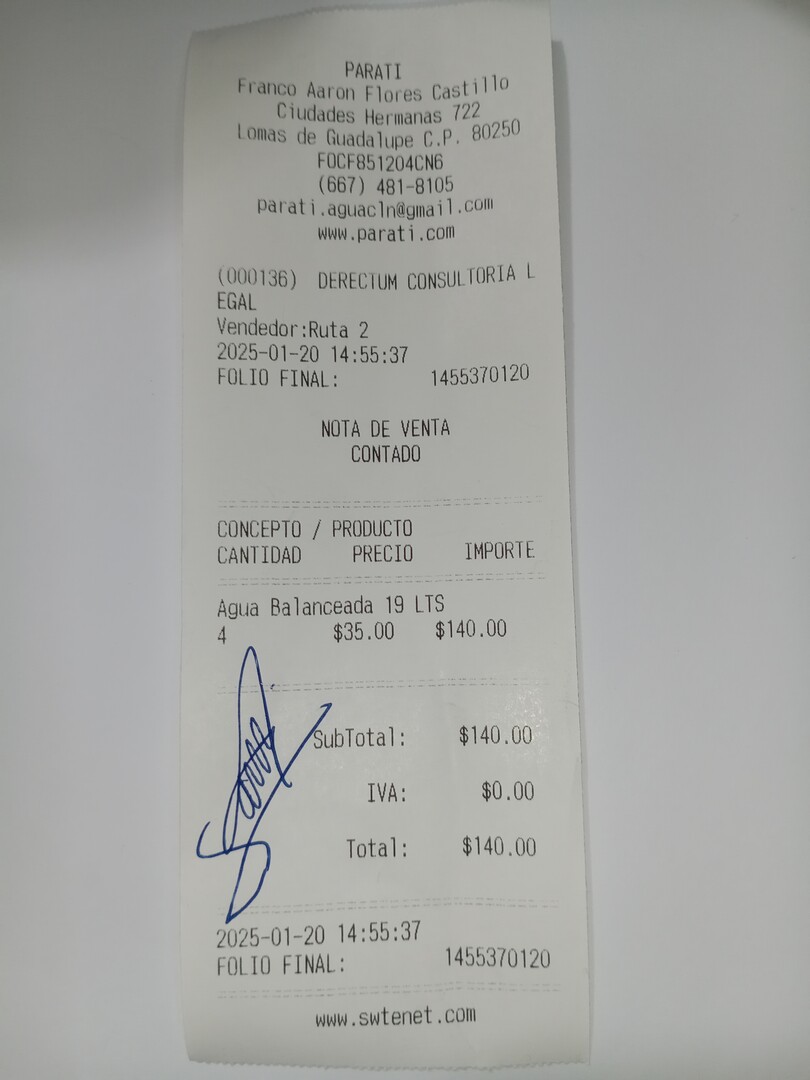 PARATI
Franco Aaron Flores Castillo
Ciudades Hermanas 722
Lomas de Guadalupe C.P. 80250
FOCF851204CN6
(667) 481-8105
parati.aguacln@gmail.com
www.parati.com
(000136) DERECTUM CONSULTORIA L
EGAL
Vendedor:Ruta 2
2025-01-20 14:55:37
FOLIO FINAL: 1455370120
NOTA DE VENTA
CONTADO
CONCEPTO / PRODUCTO
CANTIDAD PRECIO IMPORTE
Agua Balanceada 19 LTS
4 $35.00 $140.00
SubTotal: $140.00
IVA: $0.00
Total: $140.00
2025-01-20 14:55:37
FOLIO FINAL: 1455370120
www.swtenet.com